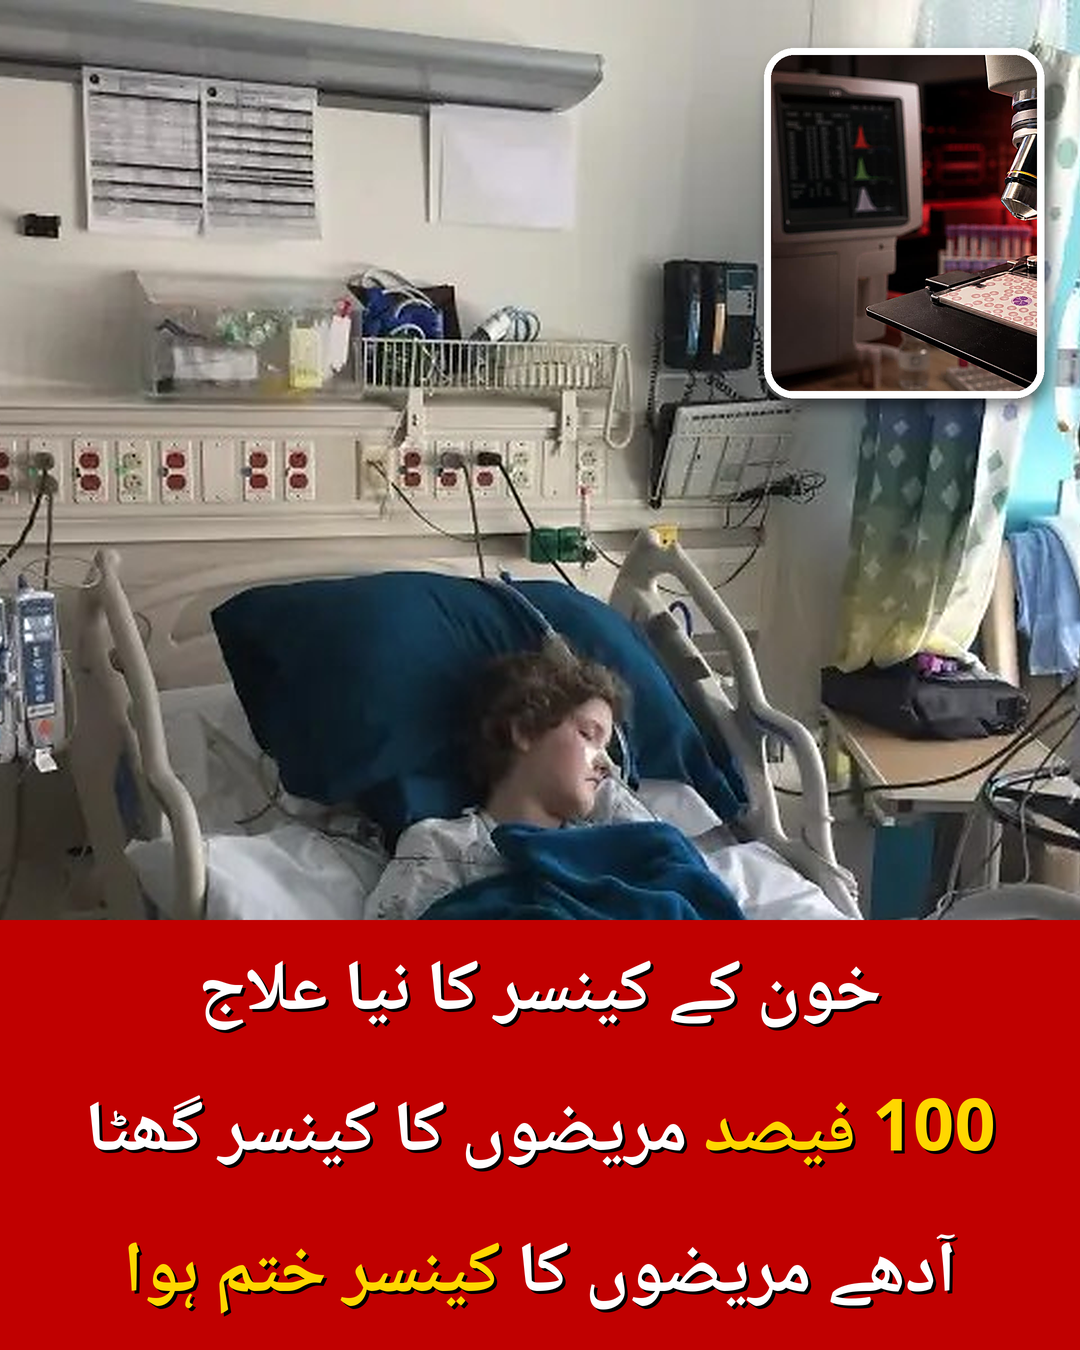 خون کے کینسر کا نیا علاج
100 فیصد مریضوں کا کینسر گھٹا
آدھے مریضوں کا کینسر ختم ہوا